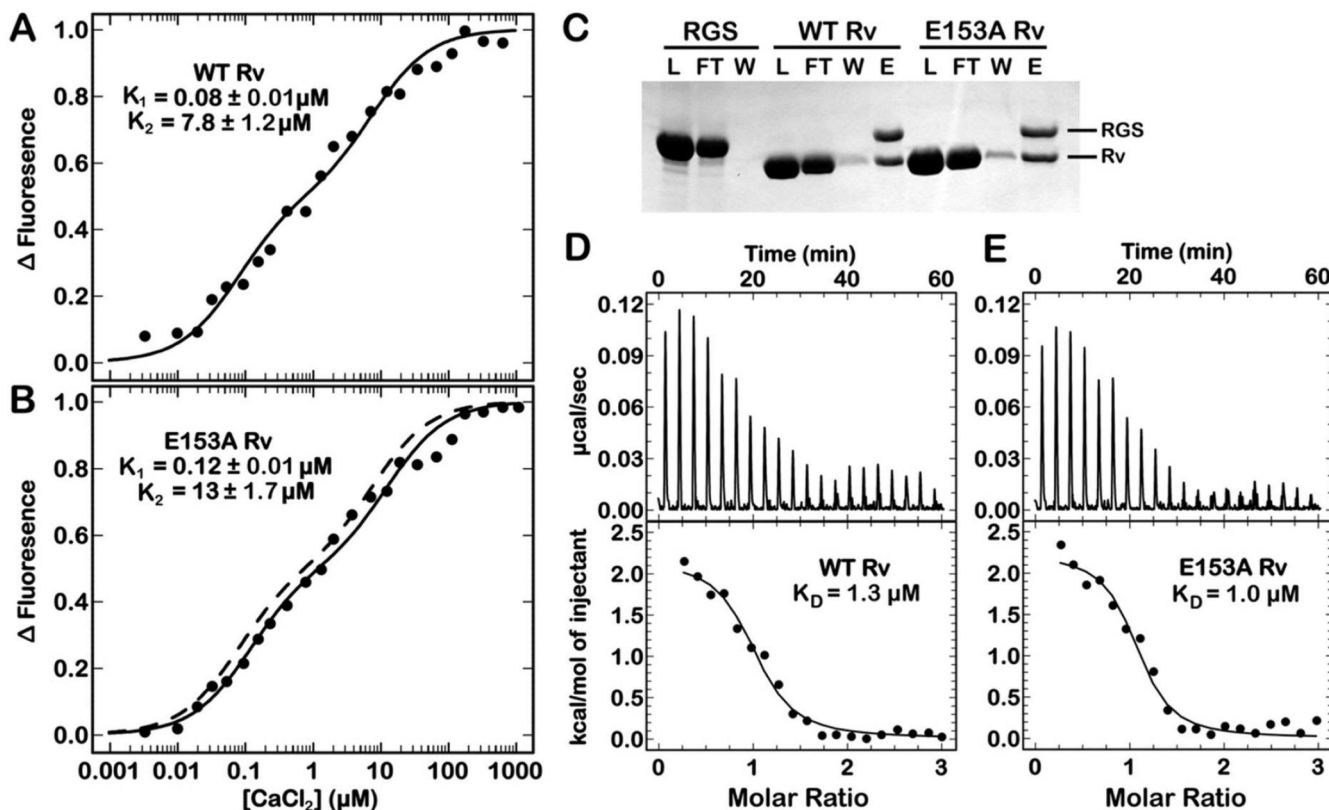 A
WT Rv
K₁ = 0.08 ± 0.01 μM
K₂ = 7.8 ± 1.2 μM
Δ Fluoresence
1.0
0.8
0.6
0.4
0.2
0.0
B
E153A Rv
K₁ = 0.12 ± 0.01 μM
K₂ = 13 ± 1.7 μM
Δ Fluoresence
1.0
0.8
0.6
0.4
0.2
0.0
0.001 0.01 0.1 1 10 100 1000
[CaCl₂] (μM)
C
RGS WT Rv E153A Rv
L FT W L FT W E L FT W E
RGS
Rv
D
Time (min)
0 20 40 60
μcal/sec
0.12
0.09
0.06
0.03
0.00
kcal/mol of injectant
2.5
2.0
1.5
1.0
0.5
0.0
WT Rv
K_D = 1.3 μM
0 1 2 3
Molar Ratio
E
Time (min)
0 20 40 60
0.12
0.09
0.06
0.03
0.00
2.5
2.0
1.5
1.0
0.5
0.0
E153A Rv
K_D = 1.0 μM
0 1 2 3
Molar Ratio